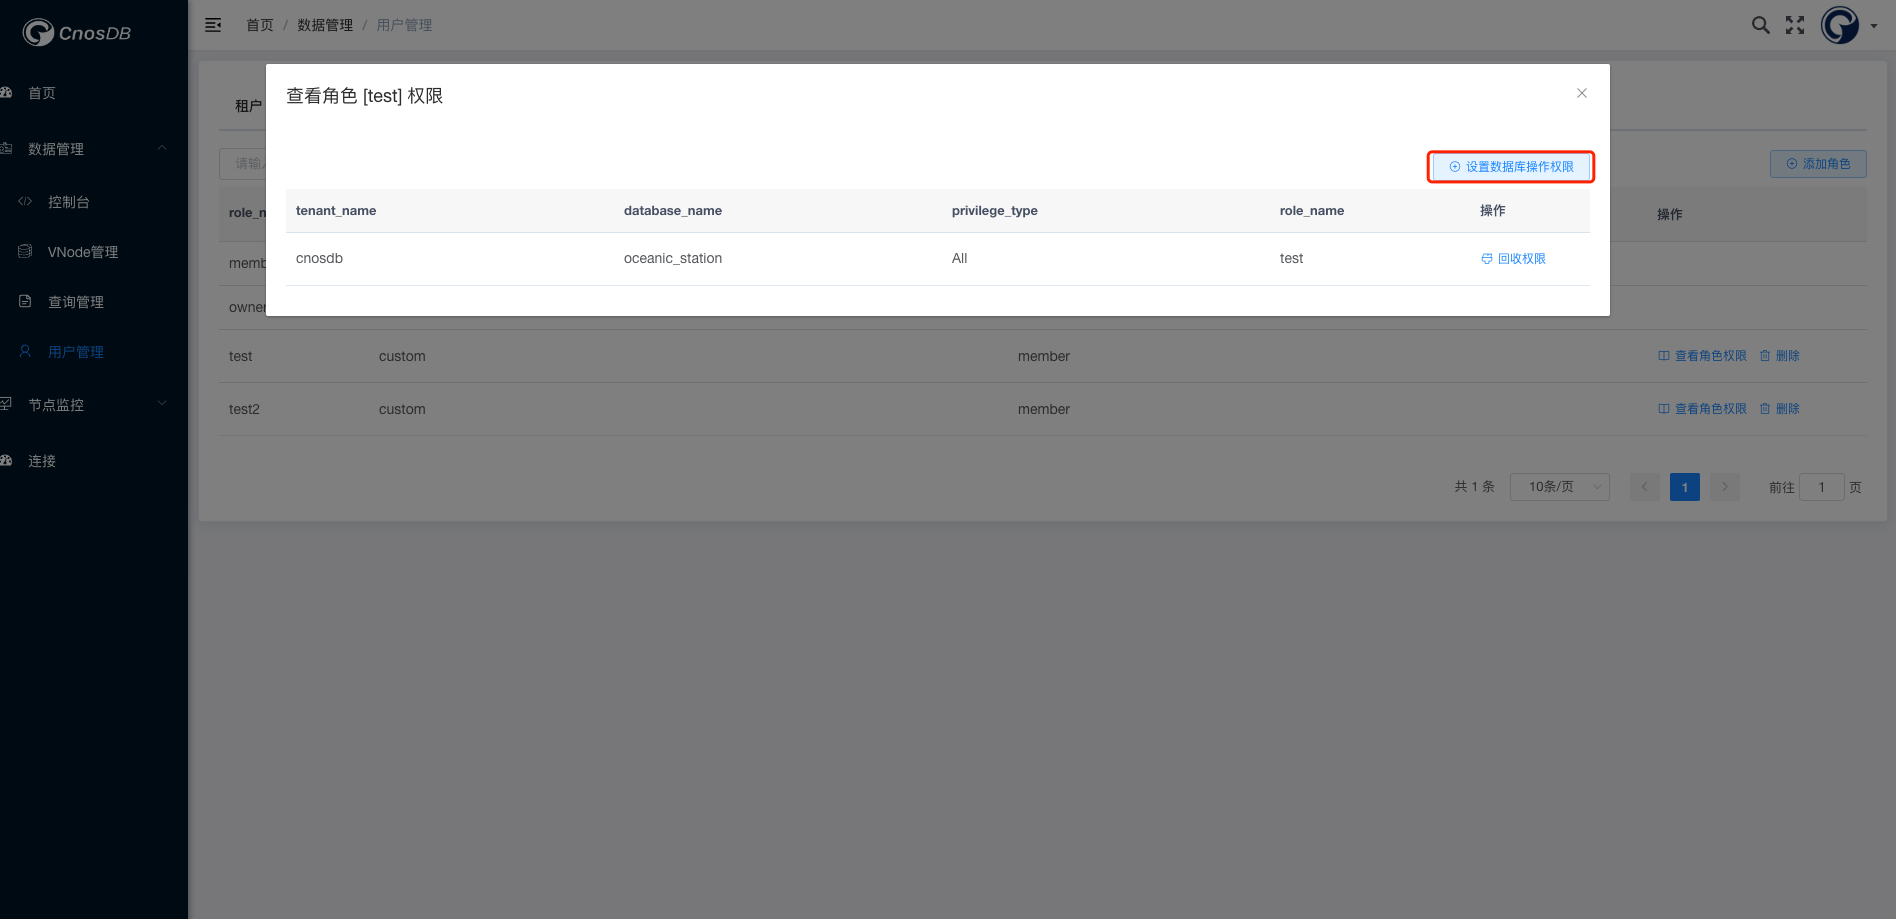 CnosDB
首页 / 数据管理 / 用户管理
首页
数据管理
控制台
VNode管理
查询管理
用户管理
节点监控
连接
租户
查看角色 [test] 权限
设置数据库操作权限
tenant_name database_name privilege_type role_name 操作
cnosdb oceanic_station All test 回收权限
请输
添加角色
role_n 操作
memb
owner
test custom member 查看角色权限 删除
test2 custom member 查看角色权限 删除
共 1 条 10条/页 1 前往 1 页